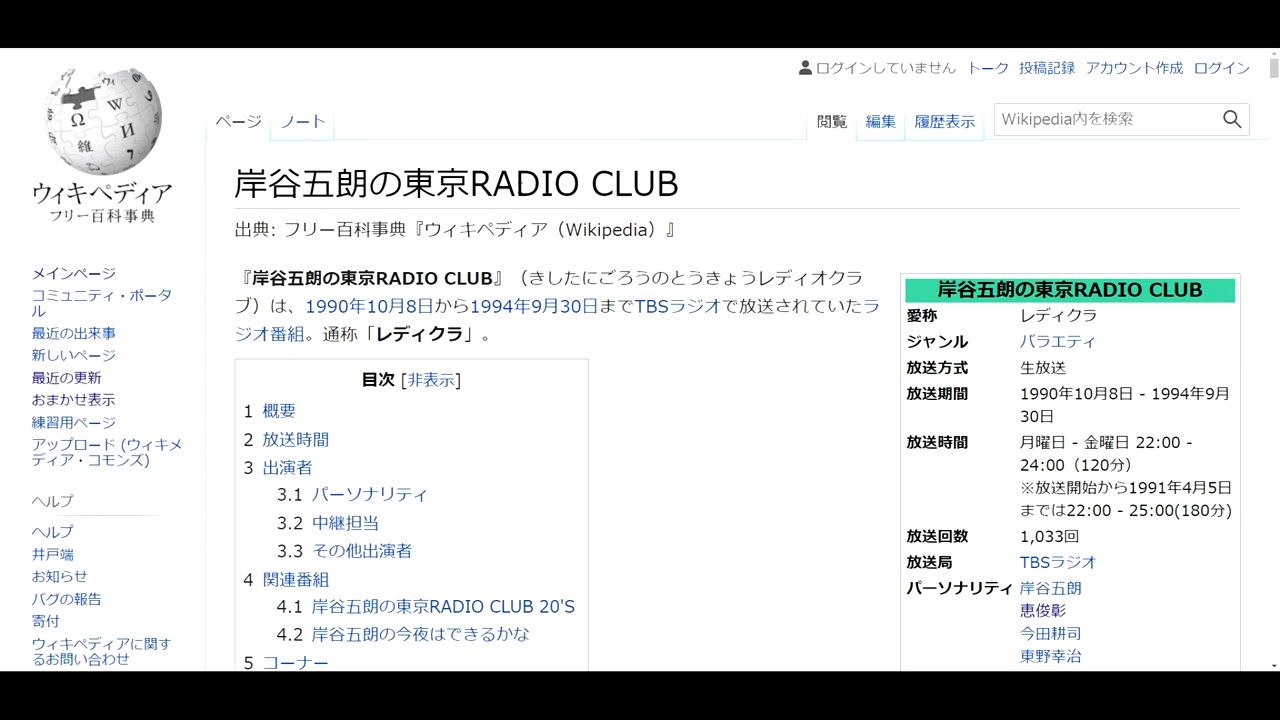 ログインしていません トーク 投稿記録 アカウント作成 ログイン
ページ ノート 閲覧 編集 履歴表示 Wikipedia内を検索
ウィキペディア
フリー百科事典
メインページ
コミュニティ・ポータ
ル
最近の出来事
新しいページ
最近の更新
おまかせ表示
練習用ページ
アップロード (ウィキメ
ディア・コモンズ)
ヘルプ
ヘルプ
井戸端
お知らせ
バグの報告
寄付
ウィキペディアに関す
るお問い合わせ
岸谷五朗の東京RADIO CLUB
出典: フリー百科事典『ウィキペディア（Wikipedia）』
『岸谷五朗の東京RADIO CLUB』（きしたにごろうのとうきょうレディオクラ
ブ）は、1990年10月8日から1994年9月30日までTBSラジオで放送されていたラ
ジオ番組。通称「レディクラ」。
目次 [非表示]
1 概要
2 放送時間
3 出演者
3.1 パーソナリティ
3.2 中継担当
3.3 その他出演者
4 関連番組
4.1 岸谷五朗の東京RADIO CLUB 20'S
4.2 岸谷五朗の今夜はできるかな
5 コーナー
岸谷五朗の東京RADIO CLUB
愛称 レディクラ
ジャンル バラエティ
放送方式 生放送
放送期間 1990年10月8日 - 1994年9月
30日
放送時間 月曜日 - 金曜日 22:00 -
24:00（120分）
※放送開始から1991年4月5日
までは22:00 - 25:00(180分)
放送回数 1,033回
放送局 TBSラジオ
パーソナリティ 岸谷五朗
恵俊彰
今田耕司
東野幸治